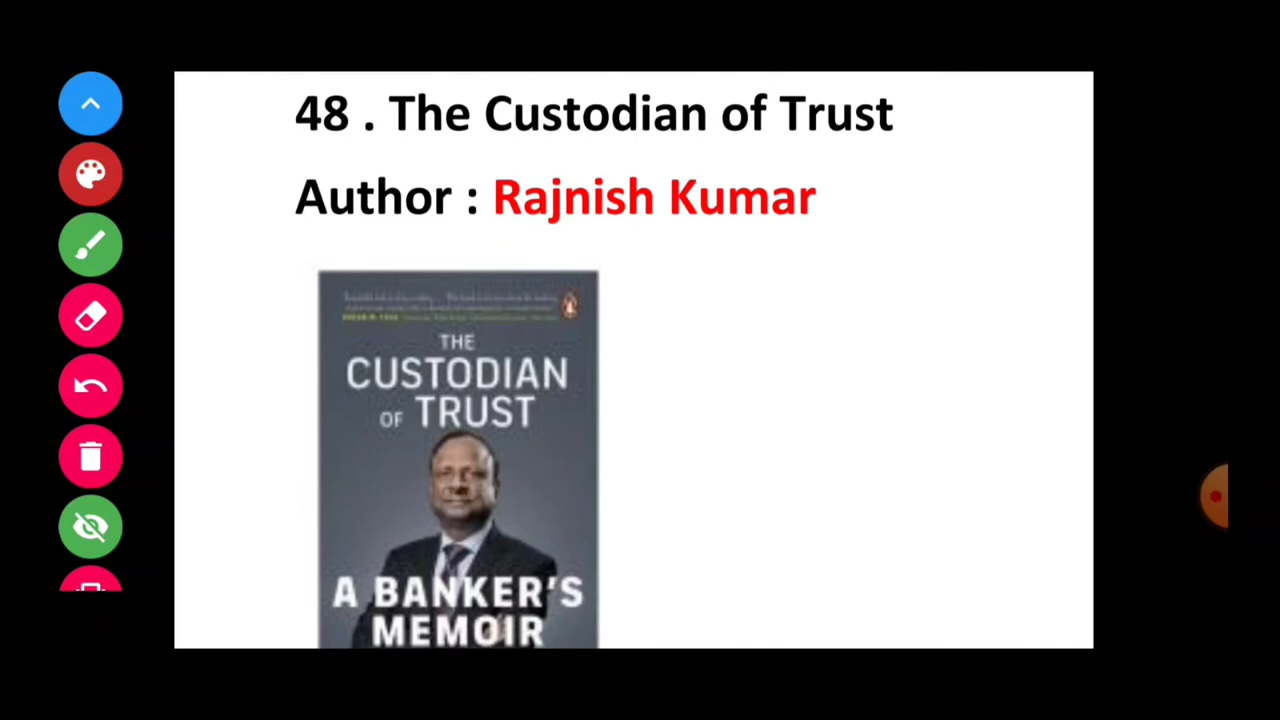 48 . The Custodian of Trust
Author : Rajnish Kumar
THE
CUSTODIAN
OF TRUST
A BANKER'S
MEMOIR